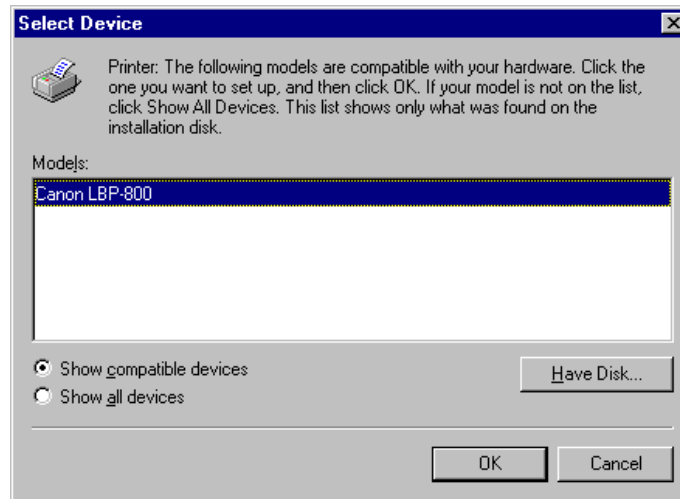 Select Device
Printer: The following models are compatible with your hardware. Click the
one you want to set up, and then click OK. If your model is not on the list,
click Show All Devices. This list shows only what was found on the
installation disk.
Models:
Canon LBP-800
Show compatible devices
Have Disk...
Show all devices
OK
Cancel